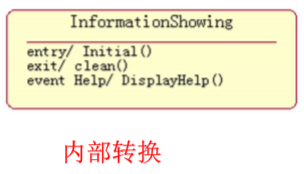 InformationShowing
entry/ Initial()
exit/ clean()
event Help/ DisplayHelp()
内部转换